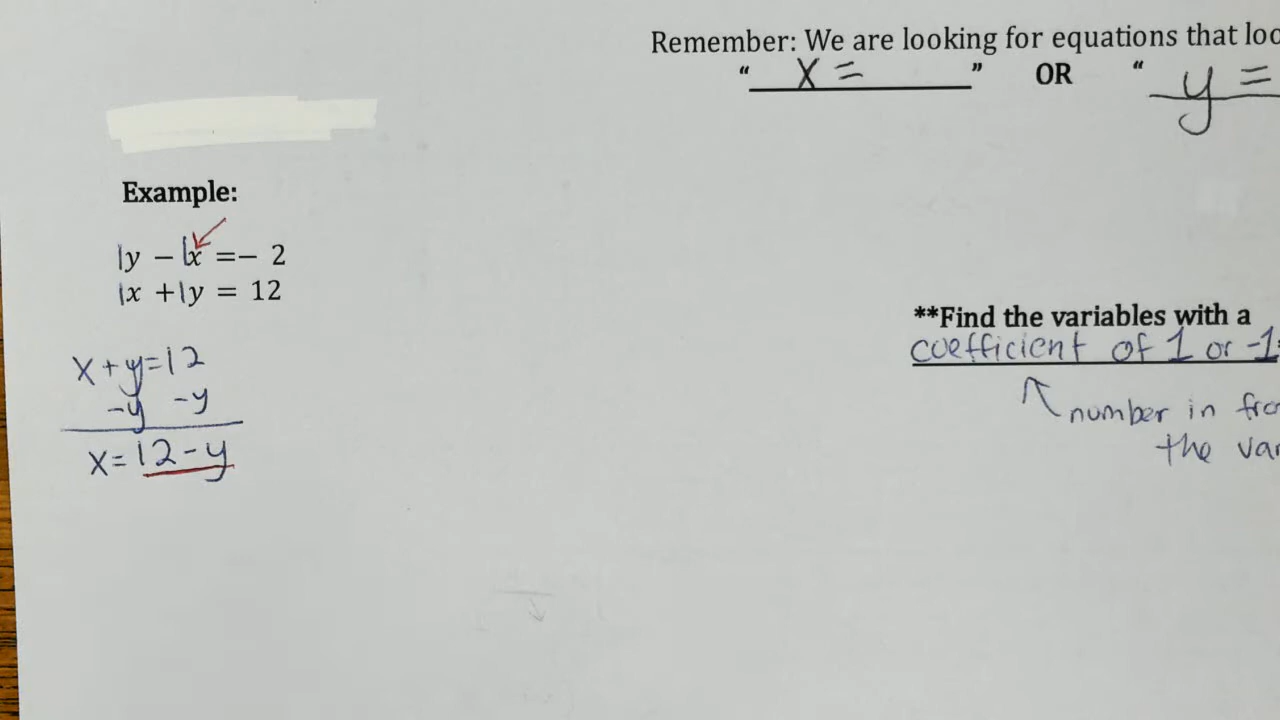 Remember: We are looking for equations that loo
“ x = ” OR “ y =
Example:
1y − 1x =− 2
1x +1y = 12
x+y=12
-y -y
x= 12-y
**Find the variables with a
coefficient of 1 or -1
number in fro
the var